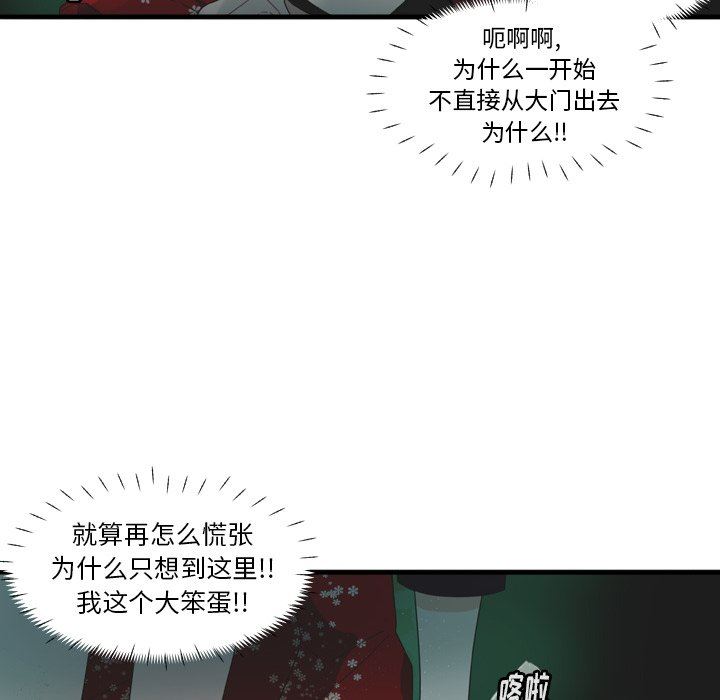 呃啊啊,
为什么一开始
不直接从大门出去
为什么!!
就算再怎么慌张
为什么只想到这里!!
我这个大笨蛋!!
喀啦